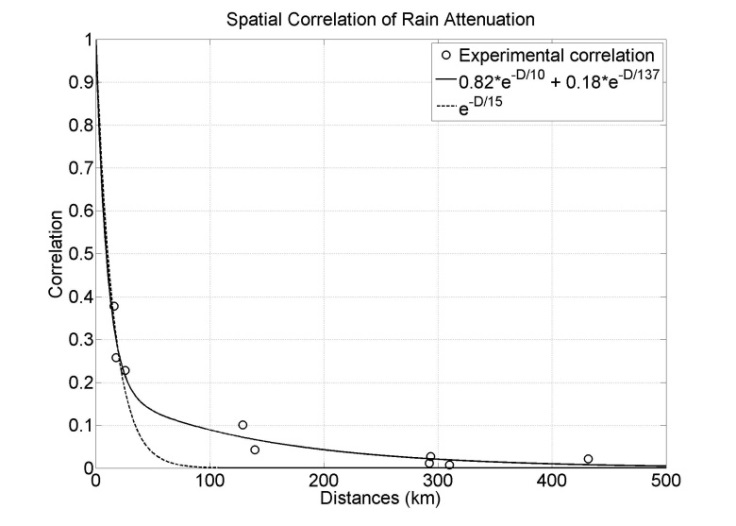 Spatial Correlation of Rain Attenuation
Experimental correlation
0.82*e^-D/10 + 0.18*e^-D/137
e^-D/15
1
0.9
0.8
0.7
0.6
0.5
0.4
0.3
0.2
0.1
0
Correlation
0 100 200 300 400 500
Distances (km)